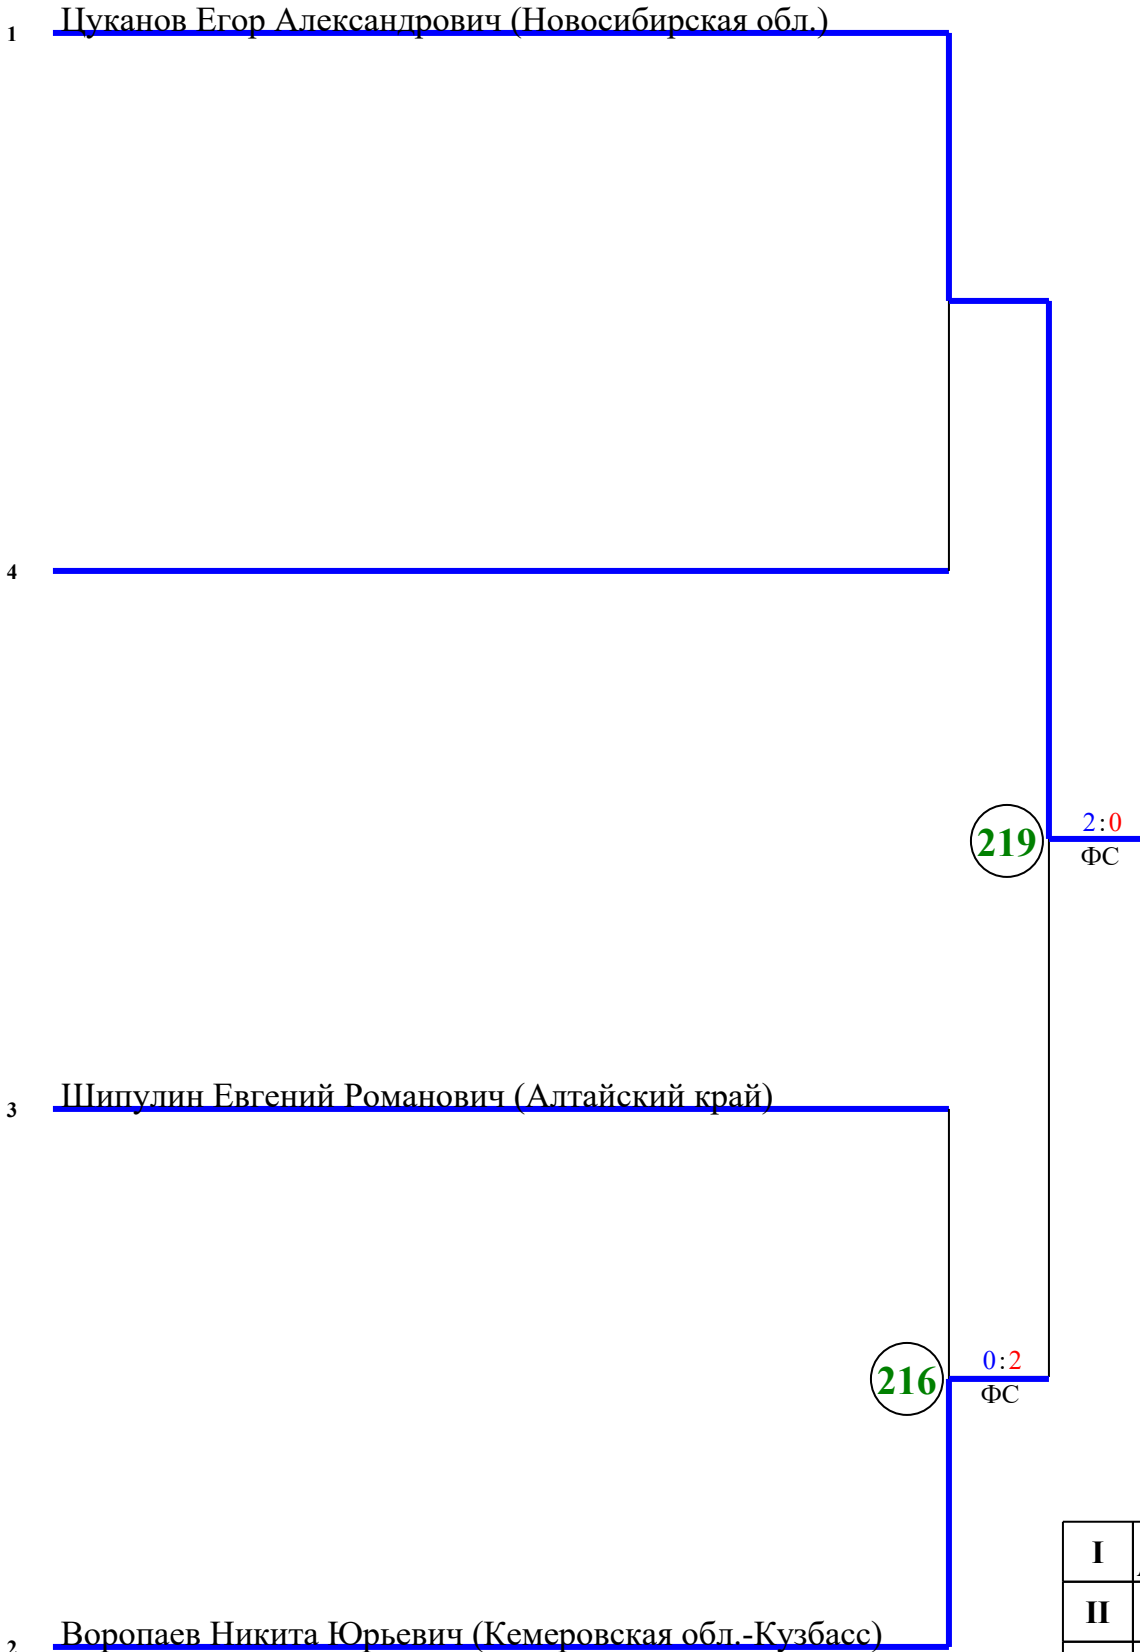 1 Цуканов Егор Александрович (Новосибирская обл.)
4
219 2:0
ФС
3 Шипулин Евгений Романович (Алтайский край)
216 0:2
ФС
I
II
2 Воропаев Никита Юрьевич (Кемеровская обл.-Кузбасс)